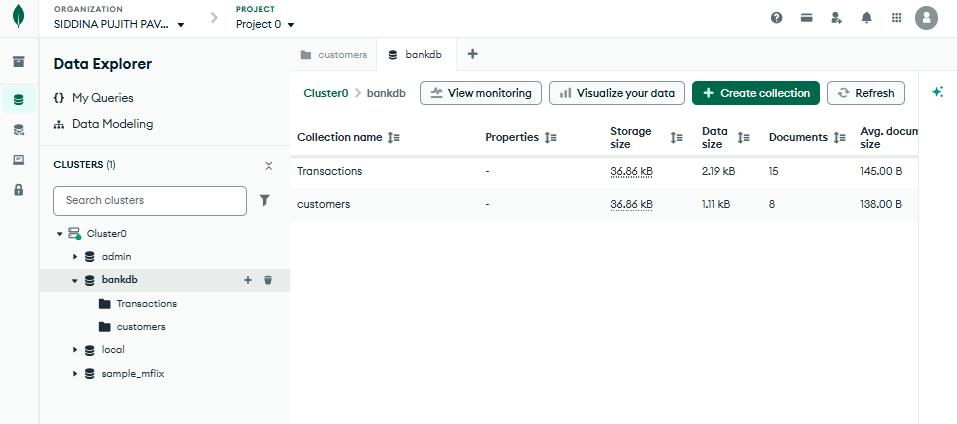 ORGANIZATION
SIDDINA PUJITH PAV...
PROJECT
Project 0
Data Explorer
My Queries
Data Modeling
CLUSTERS (1)
Search clusters
Cluster0
admin
bankdb
Transactions
customers
local
sample_mflix
customers
bankdb
Cluster0 > bankdb
View monitoring
Visualize your data
Create collection
Refresh
Collection name Properties Storage size Data size Documents Avg. docum size
Transactions - 36.86 kB 2.19 kB 15 145.00 B
customers - 36.86 kB 1.11 kB 8 138.00 B